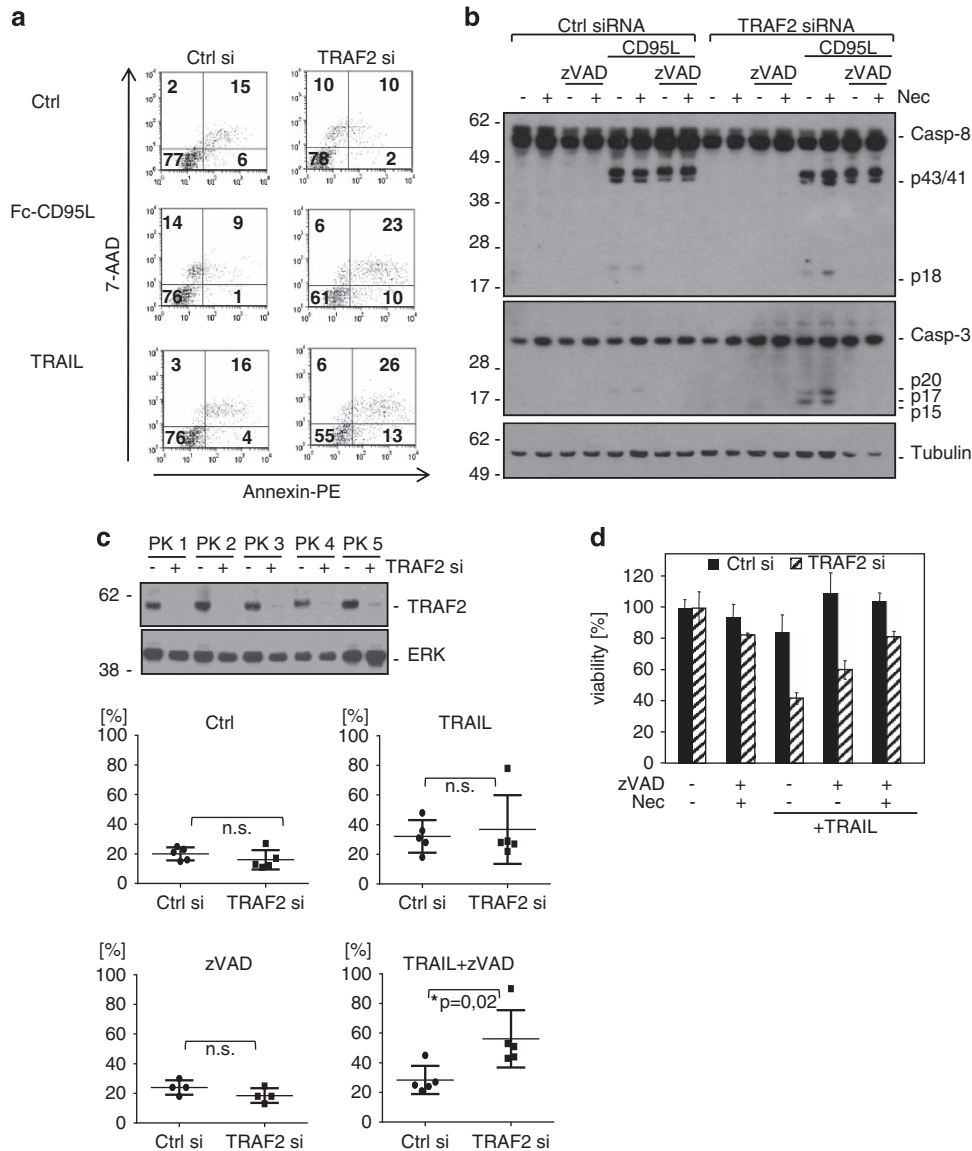 a
Ctrl si TRAF2 si
Ctrl
2 15 10 10
77 6 78 2
Fc-CD95L
14 9 6 23
76 1 61 10
TRAIL
3 16 6 26
76 4 55 13
7-AAD
Annexin-PE
b
Ctrl siRNA TRAF2 siRNA
CD95L CD95L
zVAD zVAD zVAD zVAD
- + - + - + - + - + - + - + - + Nec
62 -
49 -
38 -
28 -
17 -
- Casp-8
- p43/41
- p18
- Casp-3
28 -
17 -
- p20
- p17
- p15
62 -
49 -
- Tubulin
c
PK 1 PK 2 PK 3 PK 4 PK 5
- + - + - + - + - + TRAF2 si
62 -
- TRAF2
- ERK
38 -
[%] Ctrl
100
80
60
40
20
0
n.s.
Ctrl si TRAF2 si
[%] TRAIL
100
80
60
40
20
0
n.s.
Ctrl si TRAF2 si
[%] zVAD
100
80
60
40
20
0
n.s.
Ctrl si TRAF2 si
[%] TRAIL+zVAD
100
80
60
40
20
0
*p=0,02
Ctrl si TRAF2 si
d
Ctrl si TRAF2 si
viability [%]
120
100
80
60
40
20
0
zVAD - + - + +
Nec - + - - +
+TRAIL